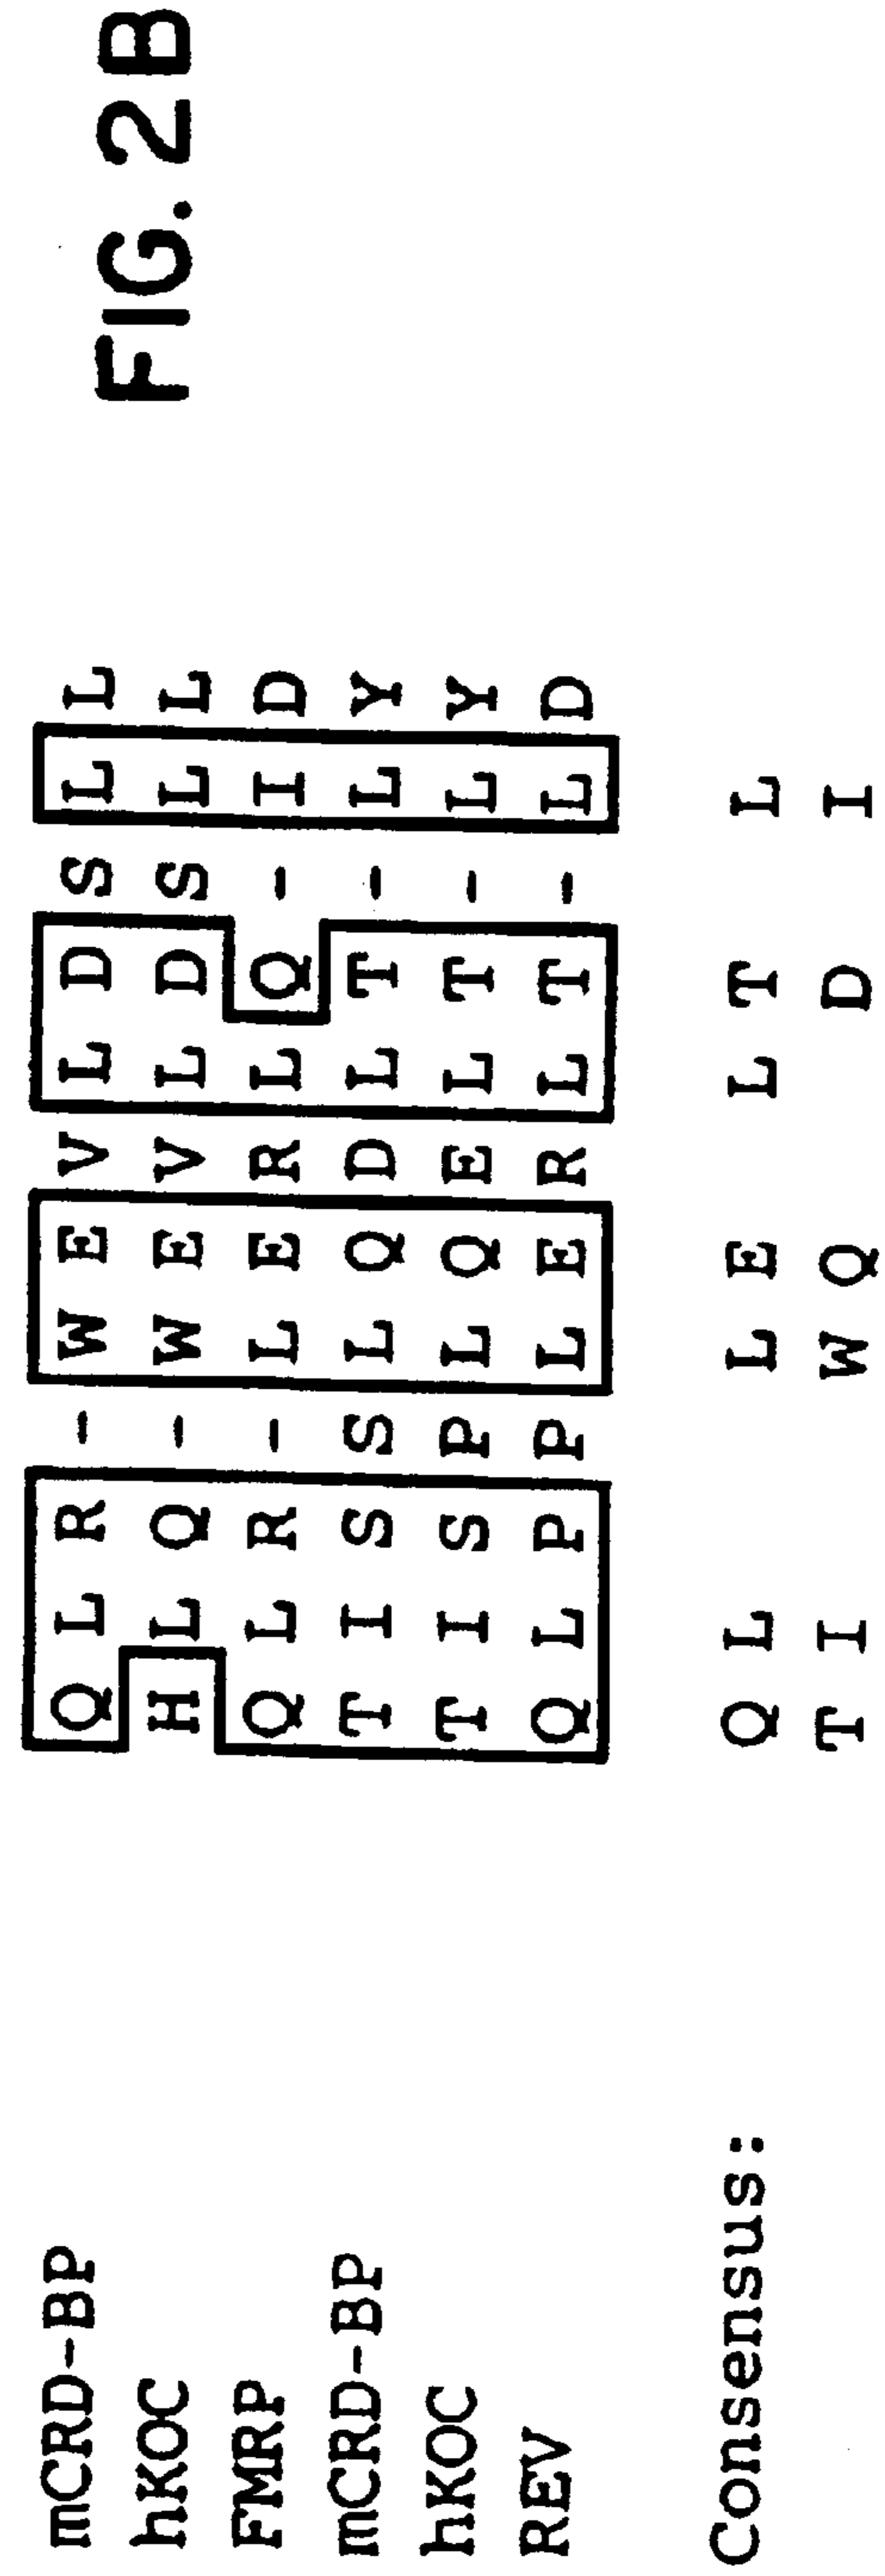 mCRD-BP Q L R - W E V L D S L L
hKOC H L Q - W E V L D S L L
FMRP Q L R - L E R L Q - I D
mCRD-BP T I S S L Q D L T - L Y
hKOC T I S P L Q E L T - L Y
REV Q L P P L E R L T - L D
Consensus: Q L L E L T L
T I W Q D I
FIG. 2B